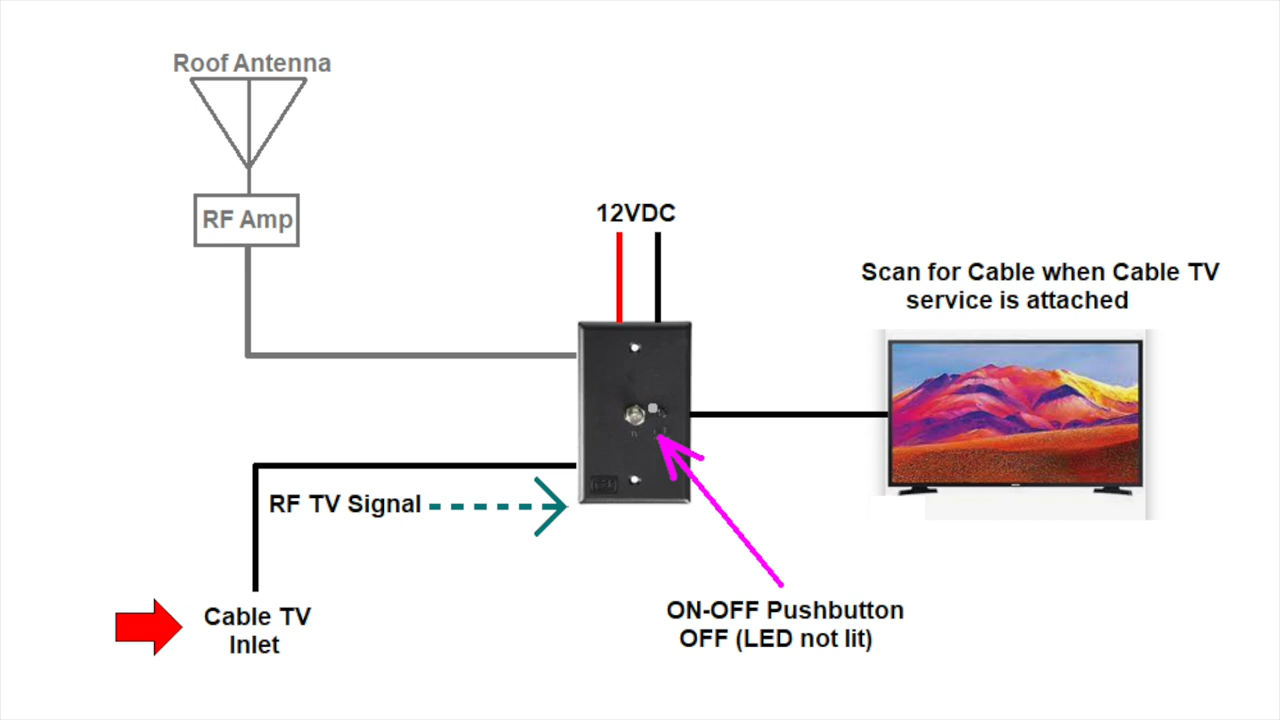 Roof Antenna
RF Amp
12VDC
Scan for Cable when Cable TV
service is attached
RF TV Signal
Cable TV
Inlet
ON-OFF Pushbutton
OFF (LED not lit)